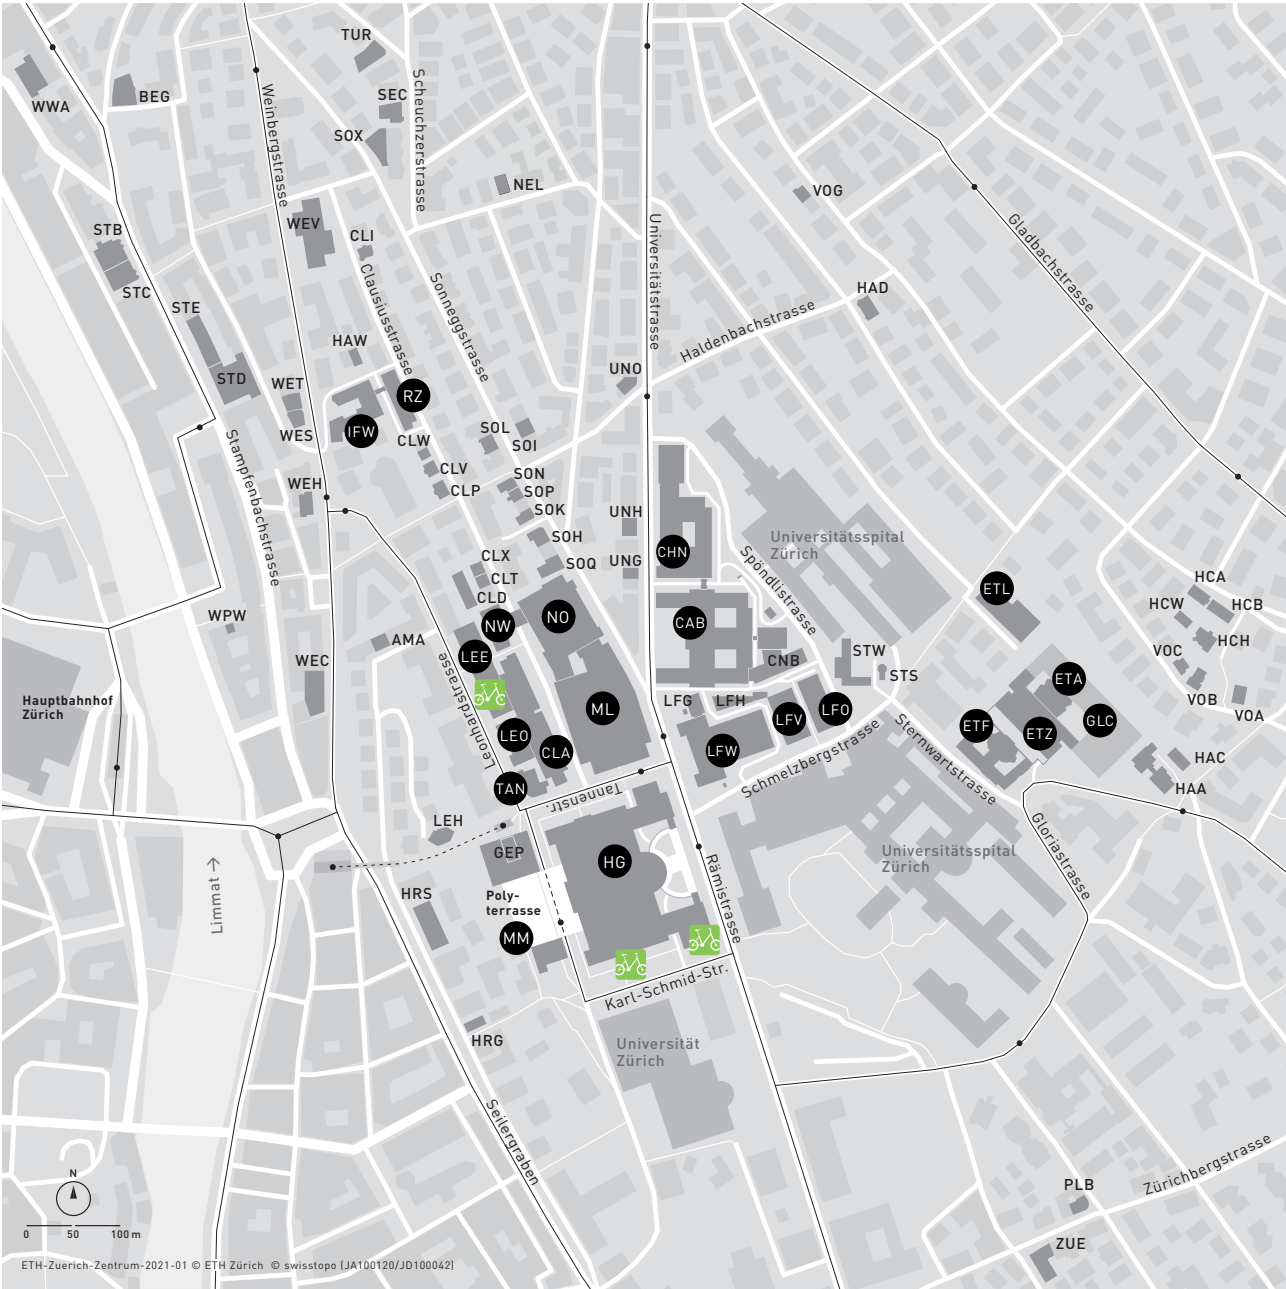 TUR
SEC
WWA
BEG
SOX
Scheuchzerstrasse
Weinbergstrasse
NEL
VOG
STB
WEV
CLI
Universitätstrasse
Gladbachstrasse
STC
STE
Clausiusstrasse
Sonneggstrasse
HAD
Haldenbachstrasse
HAW
STD
WET
UNO
RZ
WES
IFW
CLW
SOL
SOI
CLV
CLP
SON
SOP
SOK
WEH
Stampfenbachstrasse
UNH
SOH
CHN
Universitätsspital
Zürich
CLX
SOQ
UNG
Spöndlistrasse
CLT
CLD
ETL
HCA
HCW
HCB
WPW
NW
NO
CAB
AMA
HCH
LEE
STW
VOC
WEC
CNB
STS
ETA
Hauptbahnhof
Zürich
Leonhardstrasse
ML
LFG
LFH
LFV
LFO
VOB
VOA
LEO
CLA
LFW
ETF
ETZ
GLC
Schmelzbergstrasse
Sternwartstrasse
HAC
TAN
Tannenstr.
HAA
LEH
GEP
HG
Universitätsspital
Zürich
Gloriastrasse
Limmat →
HRS
Poly-
terrasse
Rämistrasse
MM
Karl-Schmid-Str.
HRG
Universität
Zürich
Seilergraben
Zürichbergstrasse
N
PLB
0 50 100 m
ZUE
ETH-Zuerich-Zentrum-2021-01 © ETH Zürich © swisstopo (JA100120/JD100042)